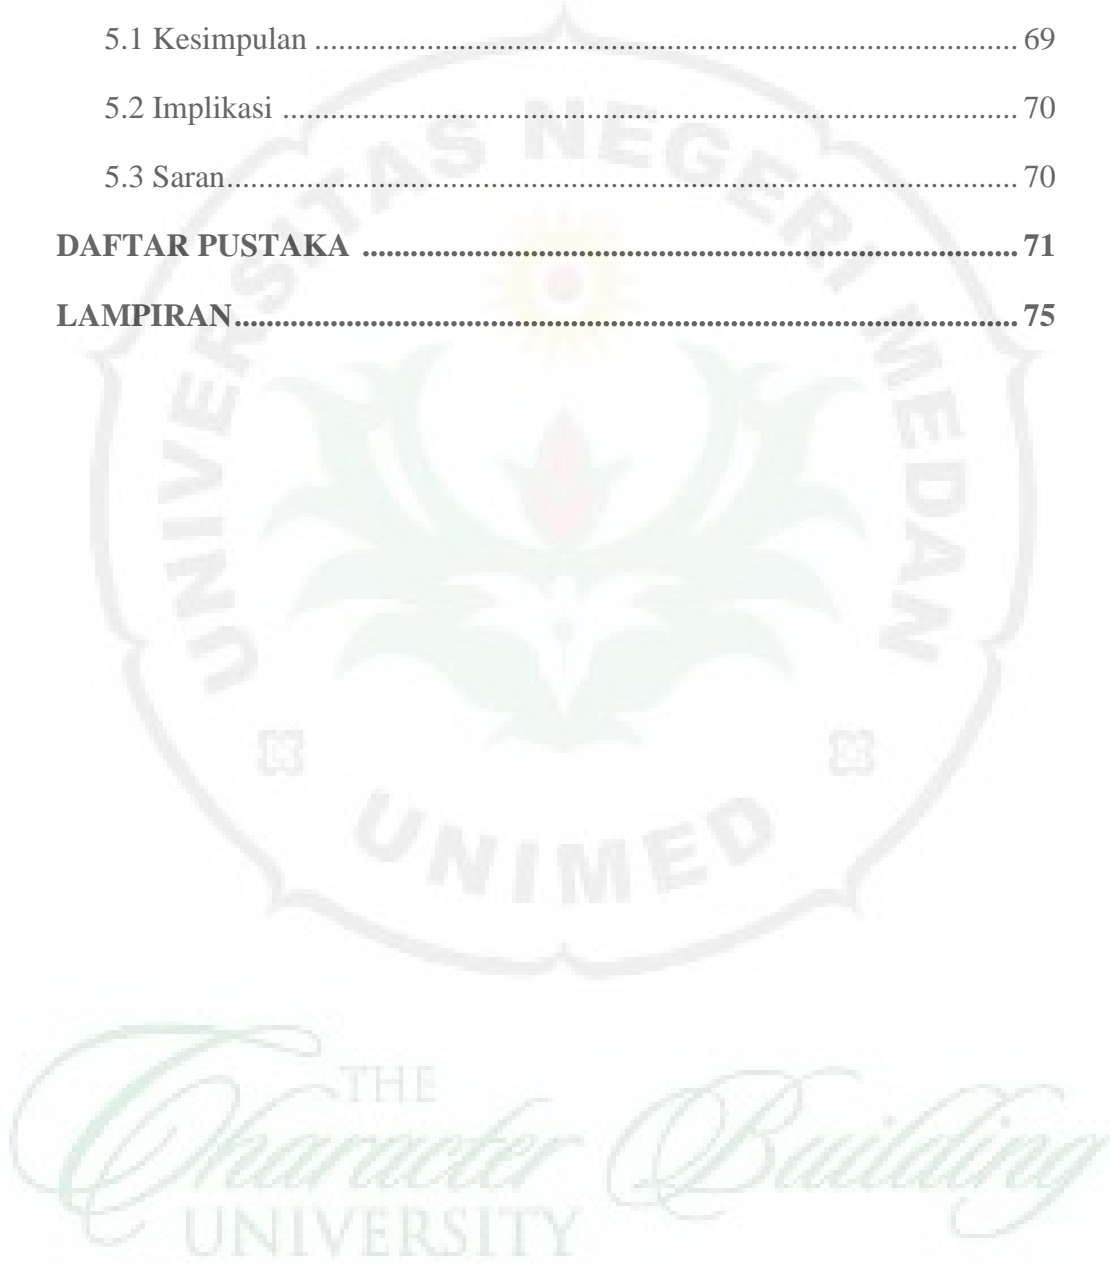 5.1 Kesimpulan ........................................................................................ 69
5.2 Implikasi ............................................................................................ 70
5.3 Saran................................................................................................... 70
DAFTAR PUSTAKA .................................................................................. 71
LAMPIRAN.................................................................................................. 75
UNIVERSITAS NEGERI MEDAN
UNIMED
THE
Character Building
UNIVERSITY